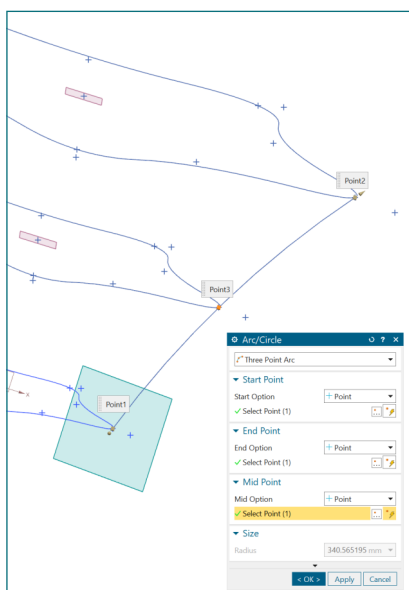 Point2
Point3
Point1
x
Arc/Circle
Three Point Arc
Start Point
Start Option
Point
Select Point (1)
End Point
End Option
Point
Select Point (1)
Mid Point
Mid Option
Point
Select Point (1)
Size
Radius
340.565195 mm
< OK >
Apply
Cancel